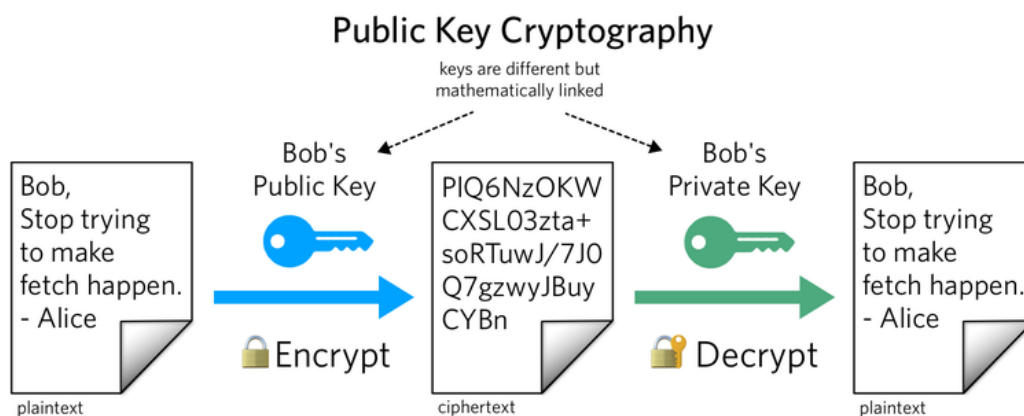 Public Key Cryptography
keys are different but
mathematically linked
Bob,
Stop trying
to make
fetch happen.
- Alice
plaintext
Bob's
Public Key
Encrypt
PIQ6NzOKW
CXSL03zta+
soRTuwJ/7J0
Q7gzwyJBuy
CYBn
ciphertext
Bob's
Private Key
Decrypt
Bob,
Stop trying
to make
fetch happen.
- Alice
plaintext